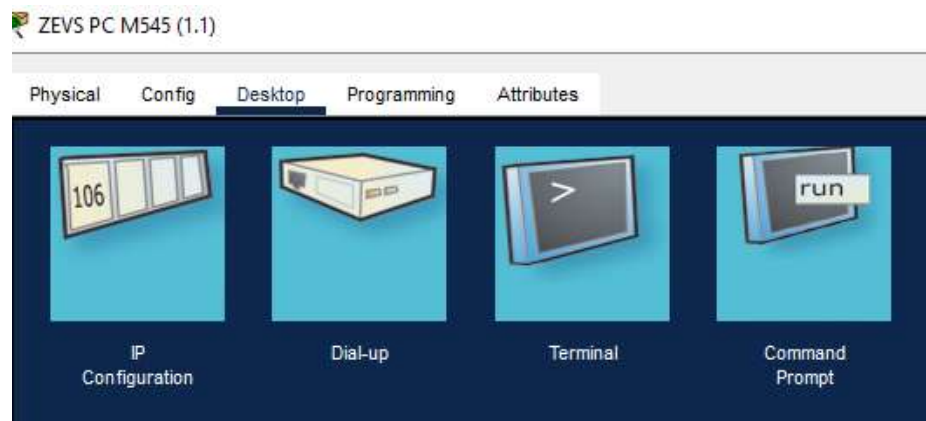 ZEVS PC M545 (1.1)
Physical Config Desktop Programming Attributes
106
>
run
IP
Configuration
Dial-up
Terminal
Command
Prompt